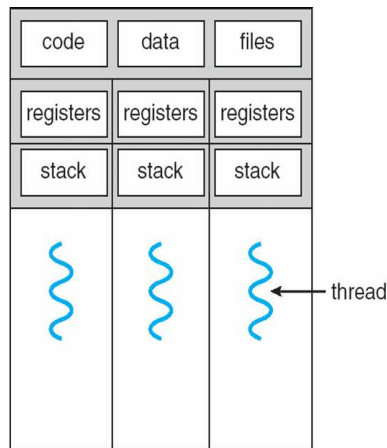 code data files
registers registers registers
stack stack stack
thread